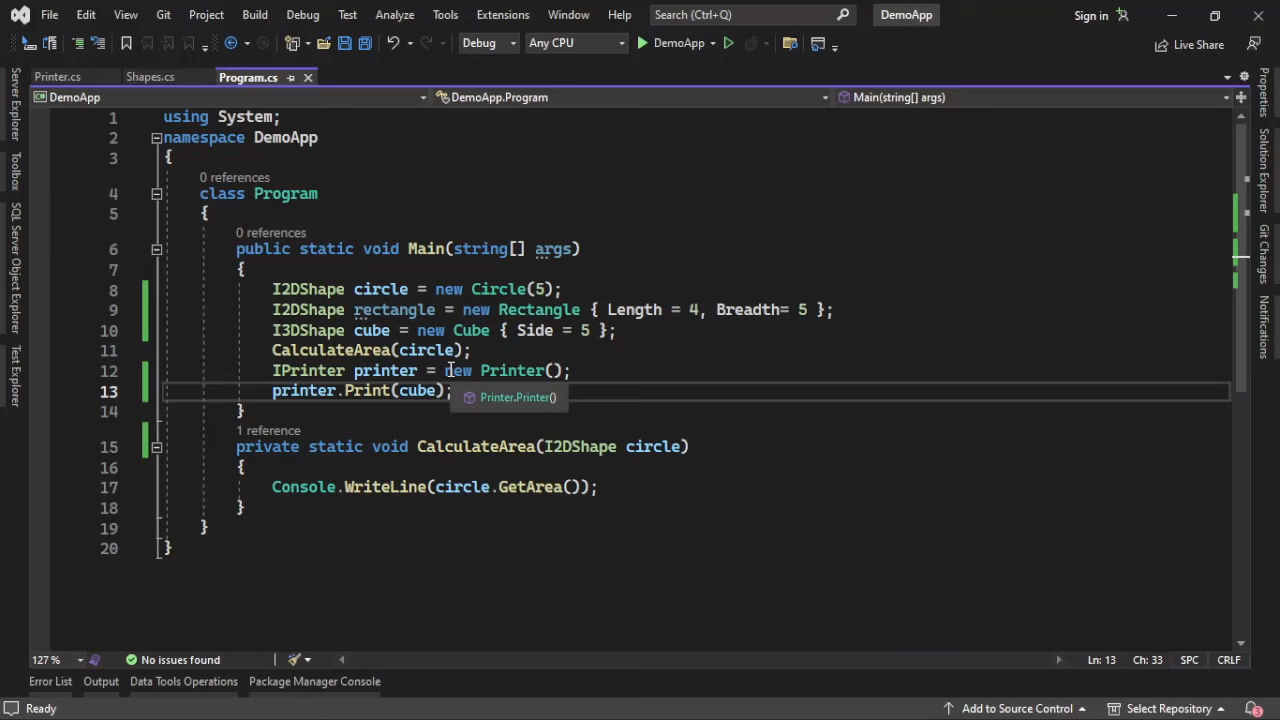 File Edit View Git Project Build Debug Test Analyze Tools Extensions Window Help Search (Ctrl+Q) DemoApp Sign in
Debug Any CPU DemoApp Live Share
Printer.cs Shapes.cs Program.cs
DemoApp DemoApp.Program Main(string[] args)
1 using System;
2 namespace DemoApp
3 {
0 references
4 class Program
5 {
0 references
6 public static void Main(string[] args)
7 {
8 I2DShape circle = new Circle(5);
9 I2DShape rectangle = new Rectangle { Length = 4, Breadth= 5 };
10 I3DShape cube = new Cube { Side = 5 };
11 CalculateArea(circle);
12 IPrinter printer = new Printer();
13 printer.Print(cube);
Printer.Printer()
14 }
1 reference
15 private static void CalculateArea(I2DShape circle)
16 {
17 Console.WriteLine(circle.GetArea());
18 }
19 }
20 }
Server Explorer
Toolbox
SQL Server Object Explorer
Test Explorer
Properties
Solution Explorer
Git Changes
Notifications
127 % No issues found Ln: 13 Ch: 33 SPC CRLF
Error List Output Data Tools Operations Package Manager Console
Ready Add to Source Control Select Repository 3